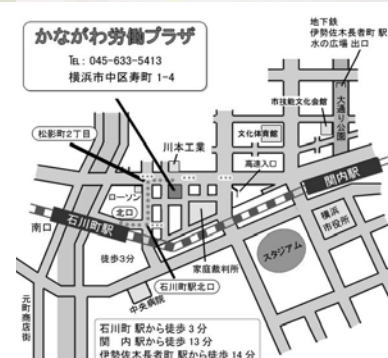 かながわ労働プラザ
TEL: 045-633-5413
横浜市中区寿町 1-4
地下鉄
伊勢佐木長者町 駅
水の広場 出口
市技能文化会館
大通り公園
松影町２丁目
川本工業
文化体育館
高速入口
関内駅
ローソン
北口
石川町駅
南口
横浜
市役所
スタジアム
徒歩3分
家庭裁判所
石川町駅北口
中央病院
元町商店街
石川町 駅から徒歩 3 分
関　内 駅から徒歩 13 分
伊勢佐木長者町 駅から徒歩 14 分